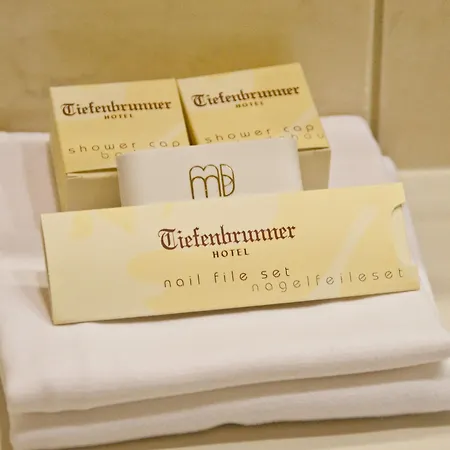 Tiefenbrunner
HOTEL
shower cap
Tiefenbrunner
HOTEL
shower cap
Tiefenbrunner
HOTEL
nail file set
nagelfeileset